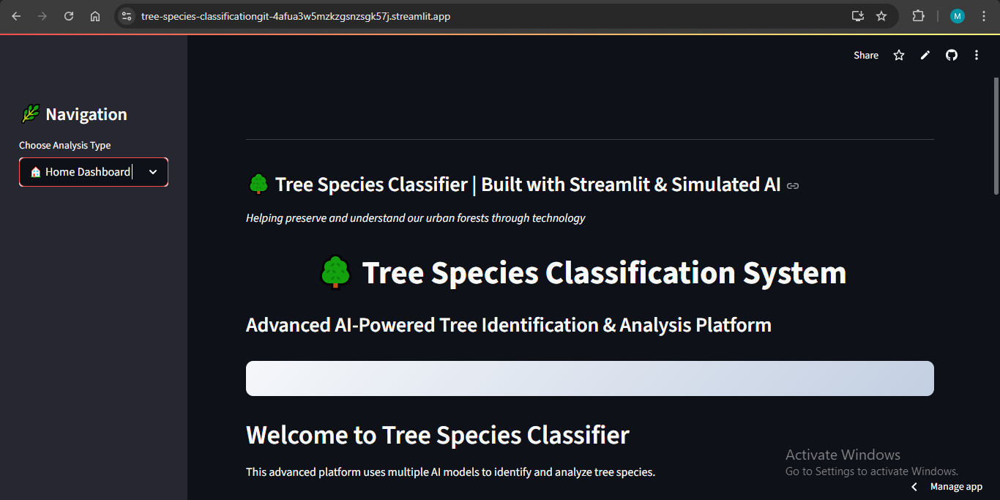 tree-species-classificationgit-4afua3w5mzkzgsnzsgk57j.streamlit.app
M
Share
Navigation
Choose Analysis Type
Home Dashboard
Tree Species Classifier | Built with Streamlit & Simulated AI
Helping preserve and understand our urban forests through technology
Tree Species Classification System
Advanced AI-Powered Tree Identification & Analysis Platform
Welcome to Tree Species Classifier
This advanced platform uses multiple AI models to identify and analyze tree species.
Activate Windows
Go to Settings to activate Windows.
Manage app